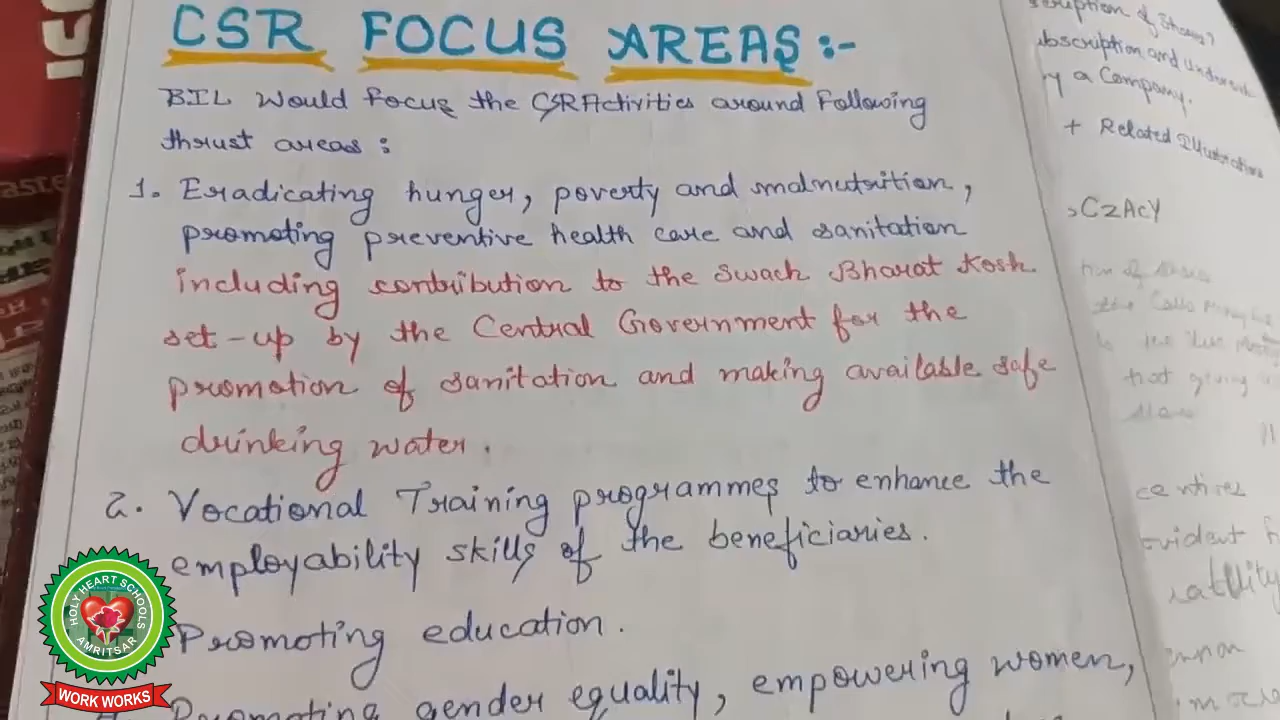 CSR FOCUS AREAS :-
BIL would focus the CSR Activities around Following
thrust areas :
1. Eradicating hunger, poverty and malnutrition,
promoting preventive health care and sanitation
including contribution to the Swach Bharat Kosh
set-up by the Central Government for the
promotion of sanitation and making available safe
drinking water.
2. Vocational Training programmes to enhance the
employability skills of the beneficiaries.
Promoting education.
Promoting gender equality, empowering women,
by a Company.
+ Related Illustrations
HOLY HEART SCHOOLS
AMRITSAR
WORK WORKS